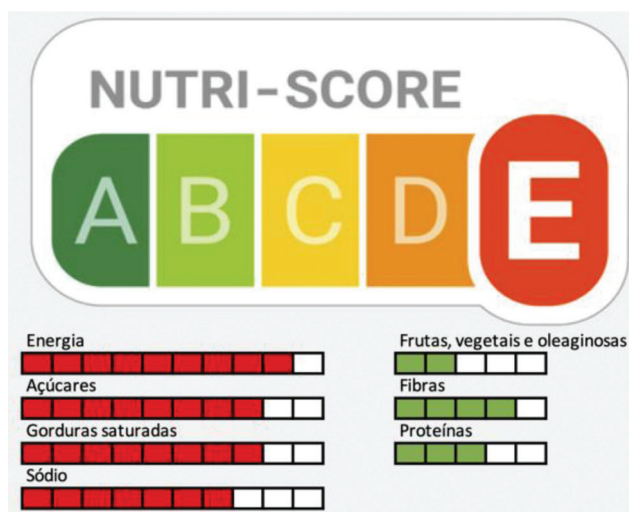 NUTRI-SCORE
A B C D E
Energia
Açúcares
Gorduras saturadas
Sódio
Frutas, vegetais e oleaginosas
Fibras
Proteínas